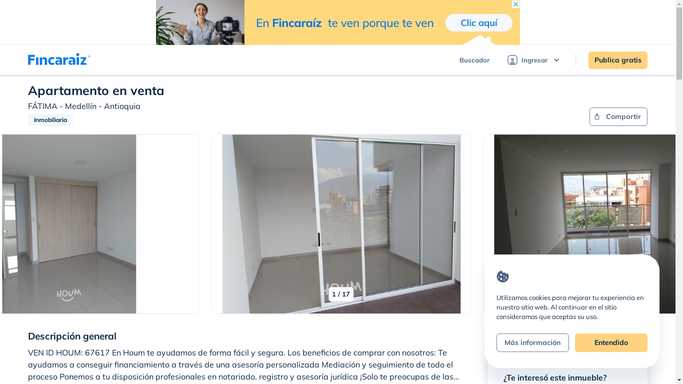 En Fincaraíz te ven porque te ven
Clic aquí
Fincaraiz
Buscador
Ingresar
Publica gratis
Apartamento en venta
FÁTIMA - Medellín - Antioquia
Inmobiliaria
Compartir
HOUM
HOUM
1 / 17
Utilizamos cookies para mejorar tu experiencia en
nuestro sitio web. Al continuar en el sitio
consideramos que aceptas su uso.
Más información
Entendido
Descripción general
VEN ID HOUM: 67617 En Houm te ayudamos de forma fácil y segura. Los beneficios de comprar con nosotros: Te
ayudamos a conseguir financiamiento a través de una asesoría personalizada Mediación y seguimiento de todo el
proceso Ponemos a tu disposición profesionales en notariado, registro y asesoría jurídica ¡Solo te preocupas de las...
¿Te interesó este inmueble?